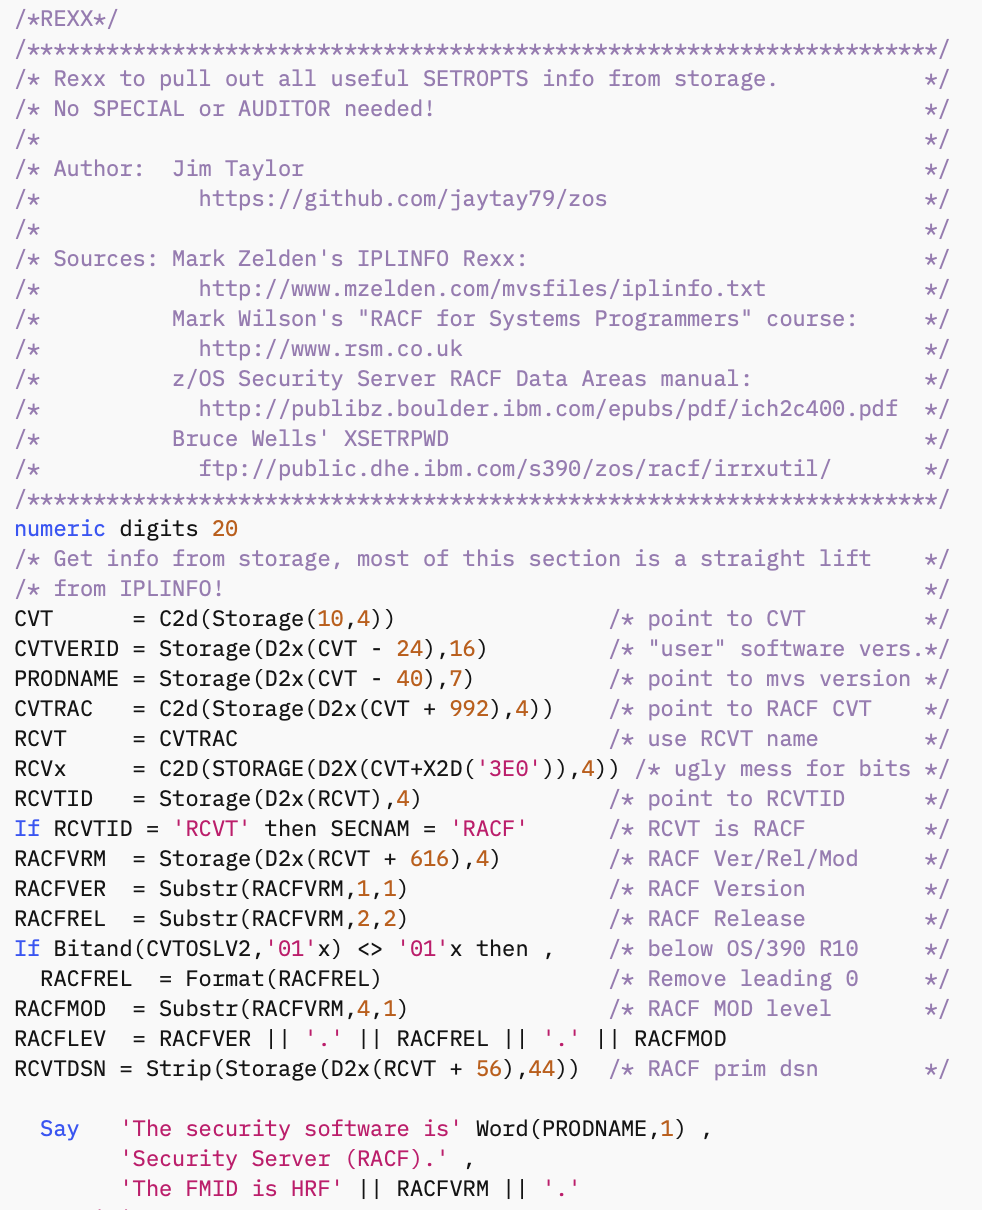 /*REXX*/
/*********************************************************************/
/* Rexx to pull out all useful SETROPTS info from storage.           */
/* No SPECIAL or AUDITOR needed!                                     */
/*                                                                   */
/* Author:  Jim Taylor                                               */
/*            https://github.com/jaytay79/zos                        */
/*                                                                   */
/* Sources: Mark Zelden's IPLINFO Rexx:                              */
/*            http://www.mzelden.com/mvsfiles/iplinfo.txt            */
/*          Mark Wilson's "RACF for Systems Programmers" course:     */
/*            http://www.rsm.co.uk                                   */
/*          z/OS Security Server RACF Data Areas manual:             */
/*            http://publibz.boulder.ibm.com/epubs/pdf/ich2c400.pdf  */
/*          Bruce Wells' XSETRPWD                                    */
/*            ftp://public.dhe.ibm.com/s390/zos/racf/irrxutil/       */
/*********************************************************************/
numeric digits 20
/* Get info from storage, most of this section is a straight lift    */
/* from IPLINFO!                                                     */
CVT      = C2d(Storage(10,4))                /* point to CVT         */
CVTVERID = Storage(D2x(CVT - 24),16)         /* "user" software vers.*/
PRODNAME = Storage(D2x(CVT - 40),7)          /* point to mvs version */
CVTRAC   = C2d(Storage(D2x(CVT + 992),4))    /* point to RACF CVT    */
RCVT     = CVTRAC                            /* use RCVT name        */
RCVx     = C2D(STORAGE(D2X(CVT+X2D('3E0')),4)) /* ugly mess for bits */
RCVTID   = Storage(D2x(RCVT),4)              /* point to RCVTID      */
If RCVTID = 'RCVT' then SECNAM = 'RACF'      /* RCVT is RACF         */
RACFVRM  = Storage(D2x(RCVT + 616),4)        /* RACF Ver/Rel/Mod     */
RACFVER  = Substr(RACFVRM,1,1)               /* RACF Version         */
RACFREL  = Substr(RACFVRM,2,2)               /* RACF Release         */
If Bitand(CVTOSLV2,'01'x) <> '01'x then ,    /* below OS/390 R10     */
  RACFREL  = Format(RACFREL)                 /* Remove leading 0     */
RACFMOD  = Substr(RACFVRM,4,1)               /* RACF MOD level       */
RACFLEV  = RACFVER || '.' || RACFREL || '.' || RACFMOD
RCVTDSN = Strip(Storage(D2x(RCVT + 56),44))  /* RACF prim dsn        */
  Say   'The security software is' Word(PRODNAME,1) ,
        'Security Server (RACF).' ,
        'The FMID is HRF' || RACFVRM || '.'